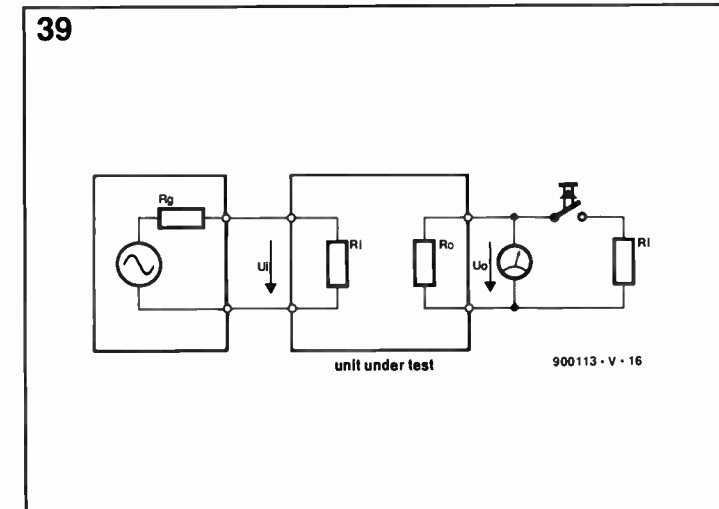 39
Rg
Ui
Ri
Ro
Uo
Rl
unit under test
900113 - V - 16